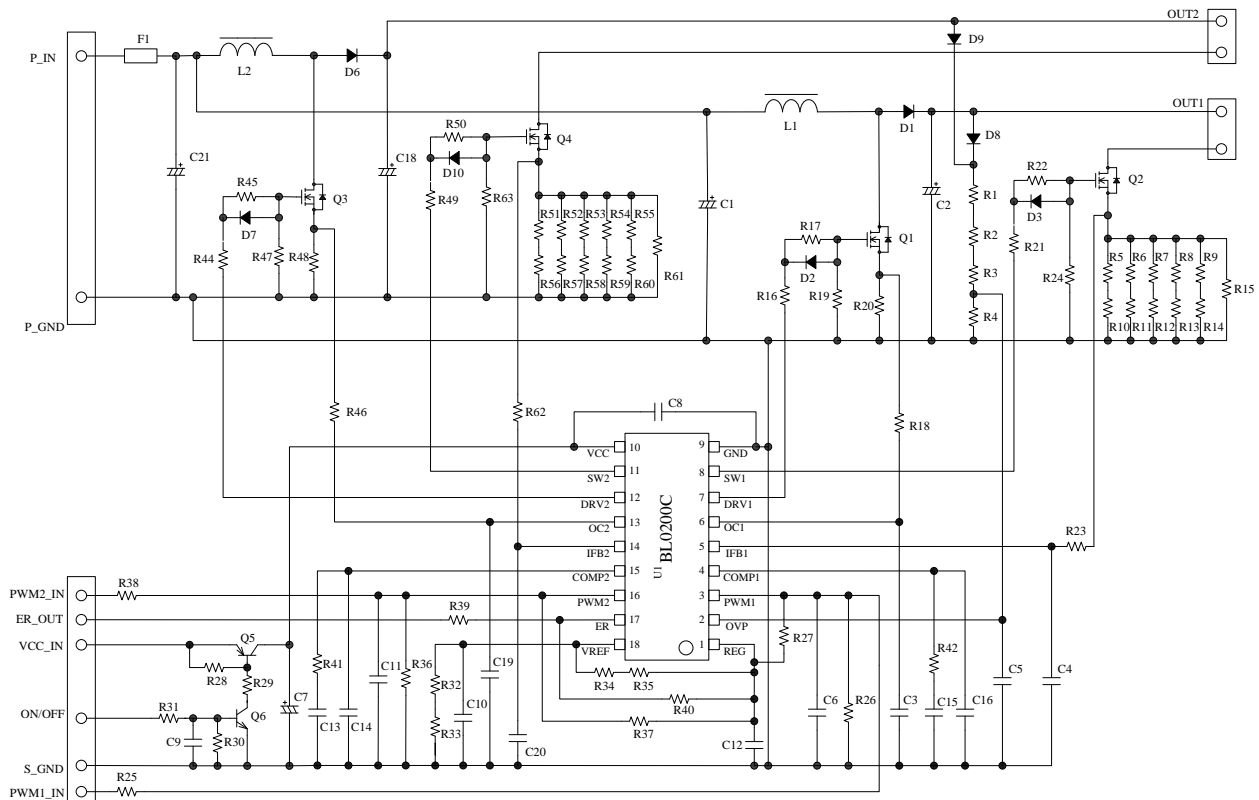 OUT2
F1
D9
P_IN
L2
D6
OUT1
R50
L1
D1
D8
Q4
C21
C18
D10
R22
Q2
R45
Q3
R49
R63
R51
R52
R53
R54
R55
C1
C2
R1
D3
D7
R17
Q1
R2
R21
R44
R47
R48
R61
D2
R5
R6
R7
R8
R9
R3
R24
R56
R57
R58
R59
R60
R16
R19
R20
R15
R4
R10
R11
R12
R13
R14
P_GND
C8
R46
R62
R18
VCC
10
9
GND
SW2
11
8
SW1
DRV2
12
7
DRV1
OC2
13
6
OC1
R23
IFB2
14
5
IFB1
U1
BL0200C
COMP2
15
4
COMP1
PWM2_IN
R38
PWM2
16
3
PWM1
ER_OUT
R39
ER
17
2
OVP
VCC_IN
Q5
VREF
18
1
REG
R27
R28
R29
R41
C11
R36
R32
C19
R34
R35
R42
C5
C4
C7
C10
R40
ON/OFF
R31
Q6
C13
C14
R33
R37
C6
R26
C3
C15
C16
C9
R30
C20
C12
S_GND
R25
PWM1_IN